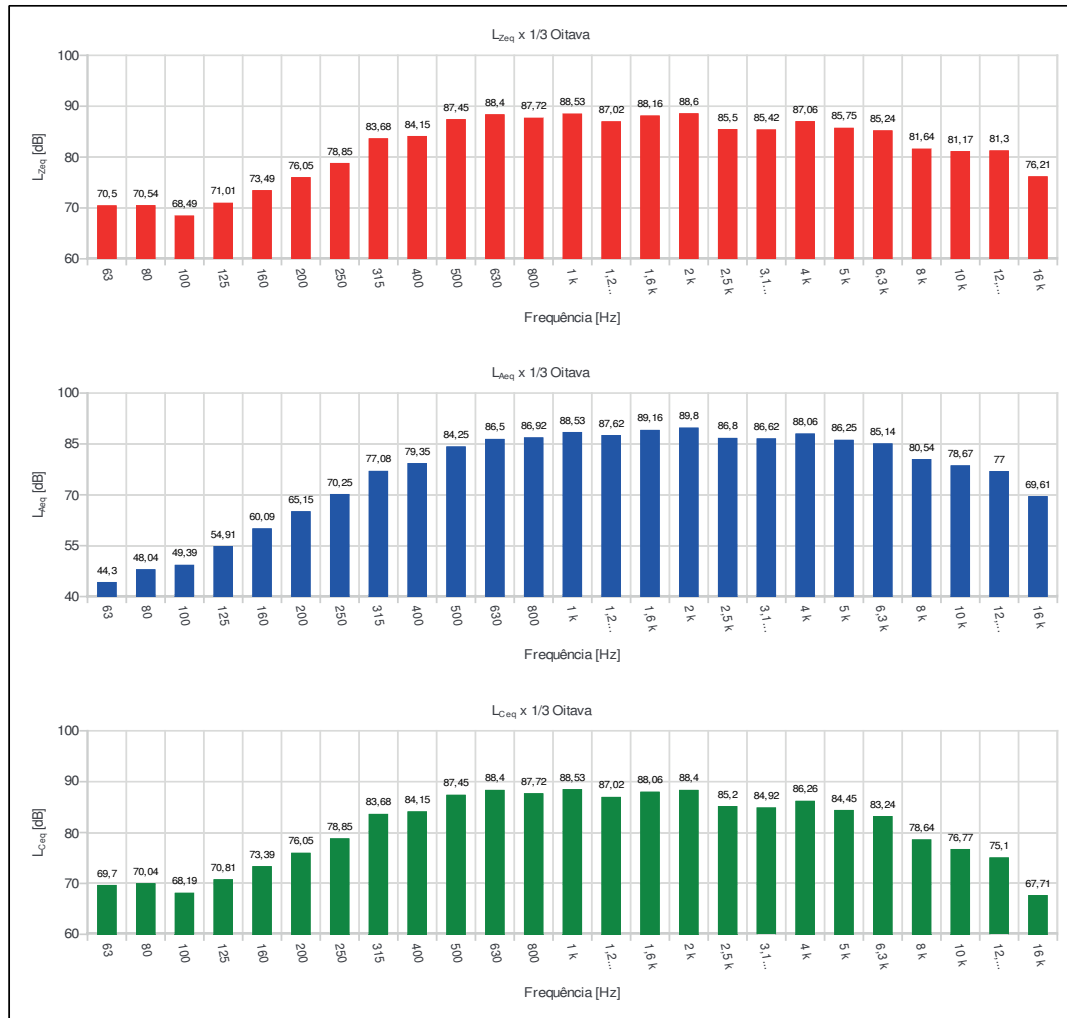 L_Zeq x 1/3 Oitava
100
90
80
70
60
L_Zeq [dB]
70,5 70,54 68,49 71,01 73,49 76,05 78,85 83,68 84,15 87,45 88,4 87,72 88,53 87,02 88,16 88,6 85,5 85,42 87,06 85,75 85,24 81,64 81,17 81,3 76,21
63 80 100 125 160 200 250 315 400 500 630 800 1 k 1,2... 1,6 k 2 k 2,5 k 3,1... 4 k 5 k 6,3 k 8 k 10 k 12,... 16 k
Frequência [Hz]
L_Aeq x 1/3 Oitava
100
85
70
55
40
L_Aeq [dB]
44,3 48,04 49,39 54,91 60,09 65,15 70,25 77,08 79,35 84,25 86,5 86,92 88,53 87,62 89,16 89,8 86,8 86,62 88,06 86,25 85,14 80,54 78,67 77 69,61
63 80 100 125 160 200 250 315 400 500 630 800 1 k 1,2... 1,6 k 2 k 2,5 k 3,1... 4 k 5 k 6,3 k 8 k 10 k 12,... 16 k
Frequência [Hz]
L_Ceq x 1/3 Oitava
100
90
80
70
60
L_Ceq [dB]
69,7 70,04 68,19 70,81 73,39 76,05 78,85 83,68 84,15 87,45 88,4 87,72 88,53 87,02 88,06 88,4 85,2 84,92 86,26 84,45 83,24 78,64 76,77 75,1 67,71
63 80 100 125 160 200 250 315 400 500 630 800 1 k 1,2... 1,6 k 2 k 2,5 k 3,1... 4 k 5 k 6,3 k 8 k 10 k 12,... 16 k
Frequência [Hz]